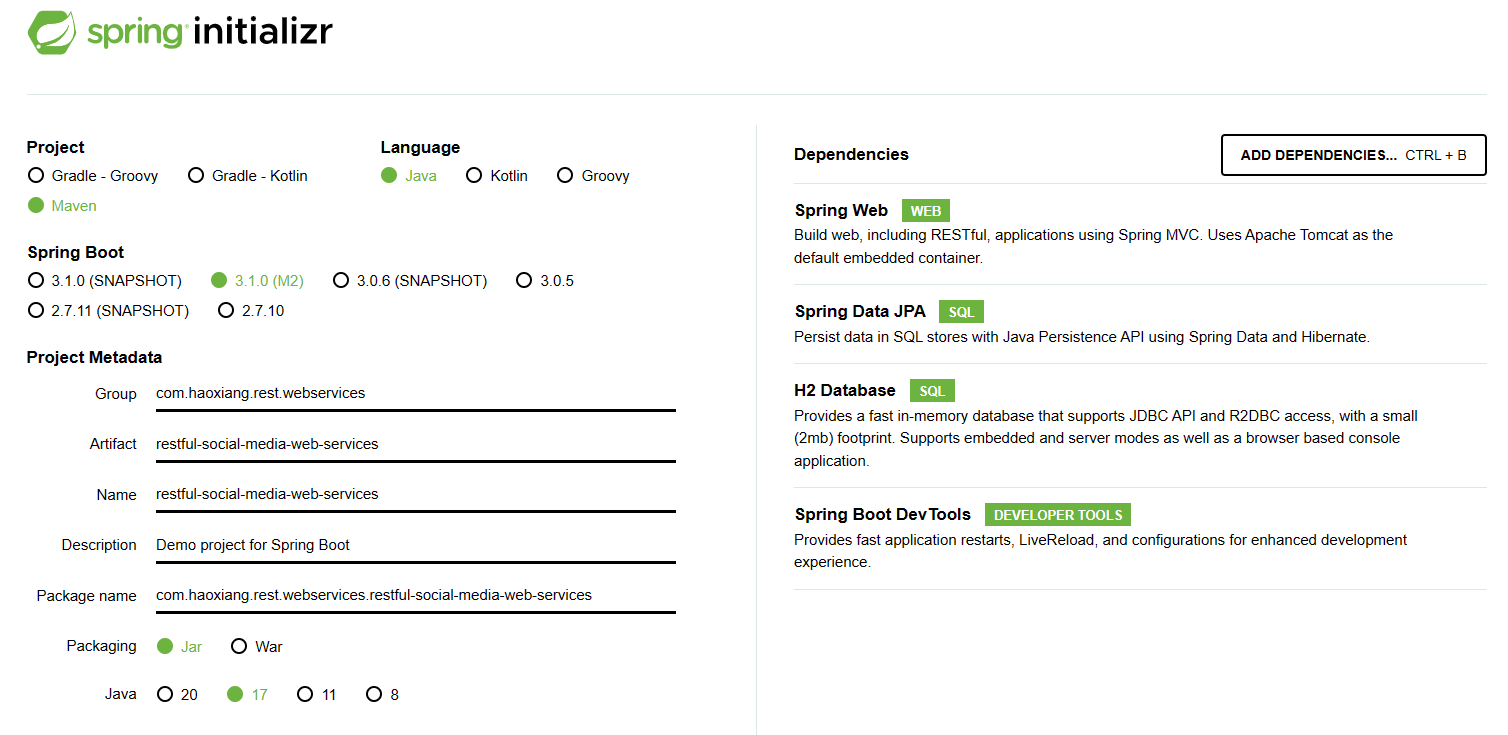 spring initializr
Project
Gradle - Groovy Gradle - Kotlin
Maven
Language
Java Kotlin Groovy
Spring Boot
3.1.0 (SNAPSHOT) 3.1.0 (M2) 3.0.6 (SNAPSHOT) 3.0.5
2.7.11 (SNAPSHOT) 2.7.10
Project Metadata
Group com.haoxiang.rest.webservices
Artifact restful-social-media-web-services
Name restful-social-media-web-services
Description Demo project for Spring Boot
Package name com.haoxiang.rest.webservices.restful-social-media-web-services
Packaging Jar War
Java 20 17 11 8
Dependencies ADD DEPENDENCIES... CTRL + B
Spring Web WEB
Build web, including RESTful, applications using Spring MVC. Uses Apache Tomcat as the
default embedded container.
Spring Data JPA SQL
Persist data in SQL stores with Java Persistence API using Spring Data and Hibernate.
H2 Database SQL
Provides a fast in-memory database that supports JDBC API and R2DBC access, with a small
(2mb) footprint. Supports embedded and server modes as well as a browser based console
application.
Spring Boot DevTools DEVELOPER TOOLS
Provides fast application restarts, LiveReload, and configurations for enhanced development
experience.